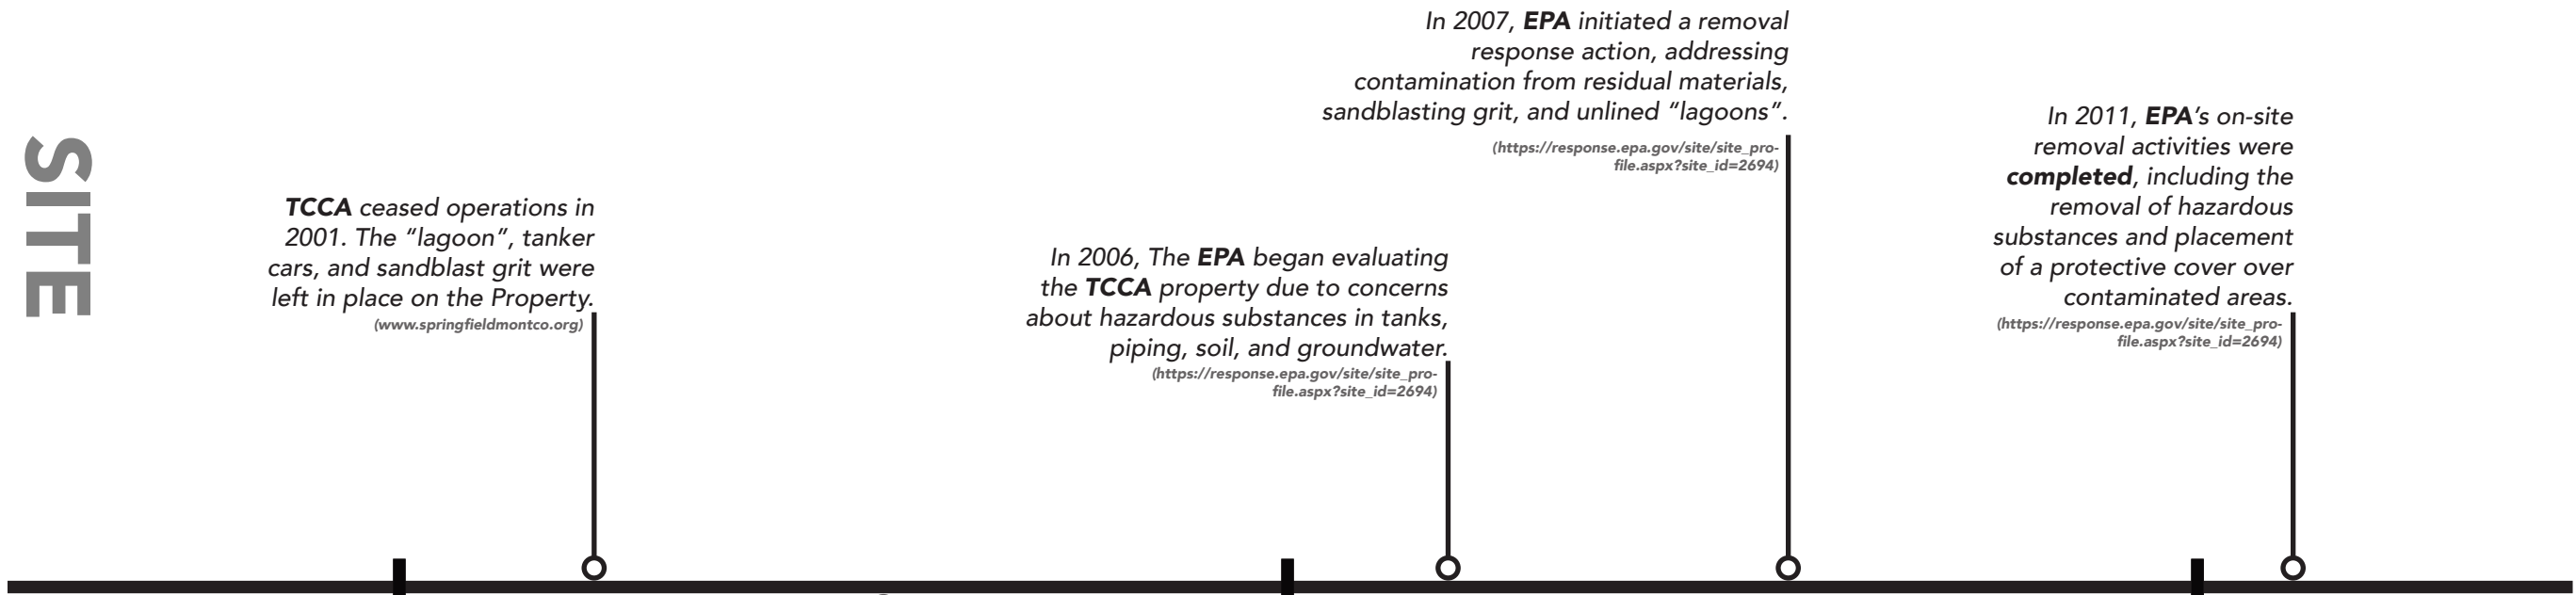 SITE
TCCA ceased operations in
2001. The “lagoon”, tanker
cars, and sandblast grit were
left in place on the Property.
(www.springfieldmontco.org)
In 2006, The EPA began evaluating
the TCCA property due to concerns
about hazardous substances in tanks,
piping, soil, and groundwater.
(https://response.epa.gov/site/site_pro-
file.aspx?site_id=2694)
In 2007, EPA initiated a removal
response action, addressing
contamination from residual materials,
sandblasting grit, and unlined “lagoons”.
(https://response.epa.gov/site/site_pro-
file.aspx?site_id=2694)
In 2011, EPA’s on-site
removal activities were
completed, including the
removal of hazardous
substances and placement
of a protective cover over
contaminated areas.
(https://response.epa.gov/site/site_pro-
file.aspx?site_id=2694)